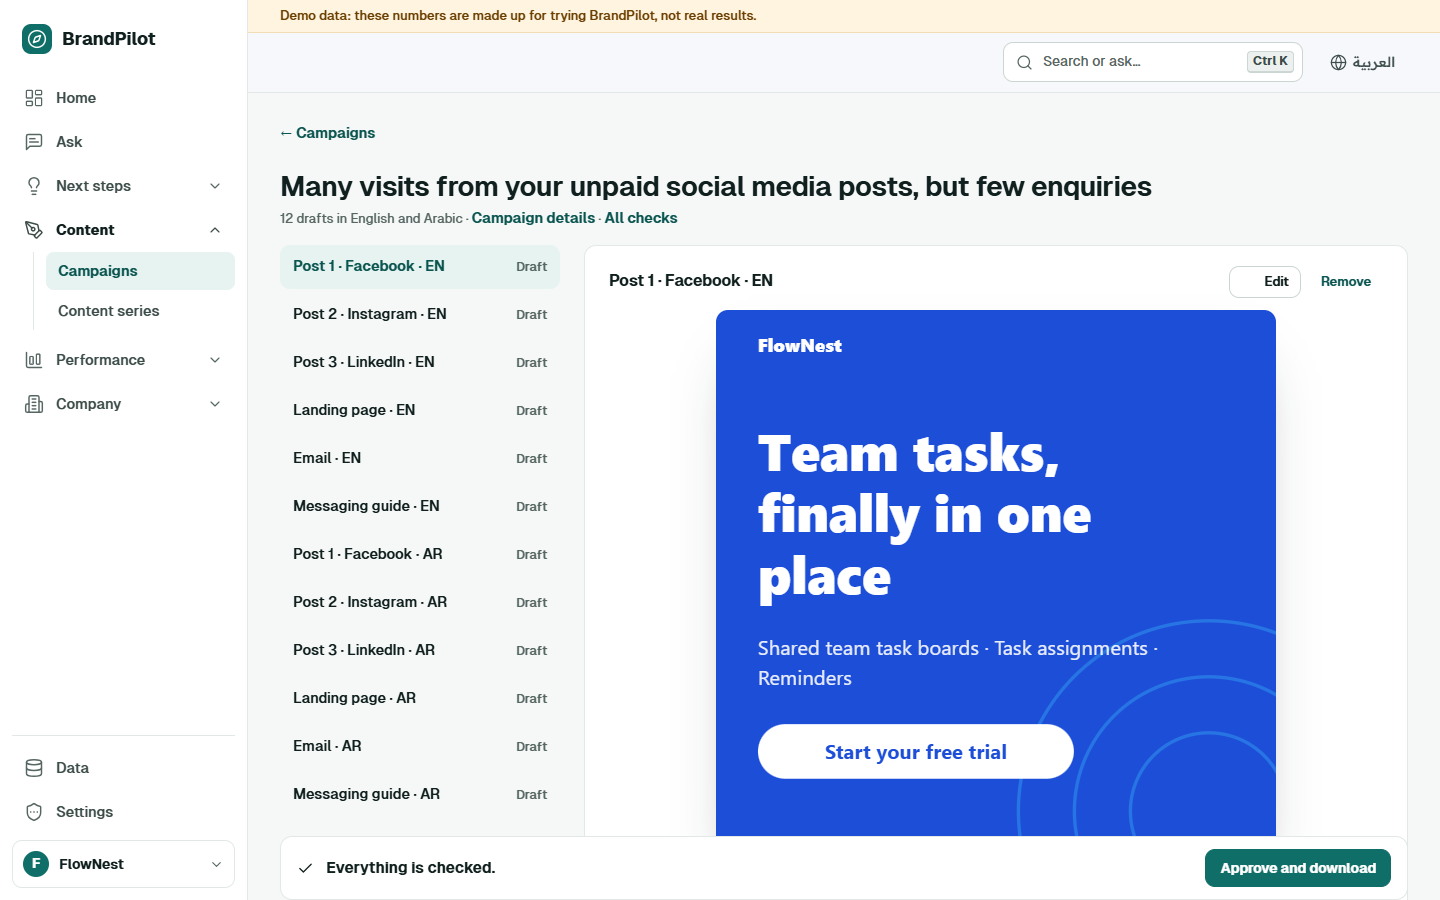 Demo data: these numbers are made up for trying BrandPilot, not real results.
BrandPilot
Search or ask...
Ctrl K
العربية
Home
Ask
Next steps
Content
Campaigns
Content series
Performance
Company
Data
Settings
F FlowNest
← Campaigns
Many visits from your unpaid social media posts, but few enquiries
12 drafts in English and Arabic · Campaign details · All checks
Post 1 · Facebook · EN Draft
Post 2 · Instagram · EN Draft
Post 3 · LinkedIn · EN Draft
Landing page · EN Draft
Email · EN Draft
Messaging guide · EN Draft
Post 1 · Facebook · AR Draft
Post 2 · Instagram · AR Draft
Post 3 · LinkedIn · AR Draft
Landing page · AR Draft
Email · AR Draft
Messaging guide · AR Draft
Post 1 · Facebook · EN
Edit
Remove
FlowNest
Team tasks,
finally in one
place
Shared team task boards · Task assignments ·
Reminders
Start your free trial
Everything is checked.
Approve and download